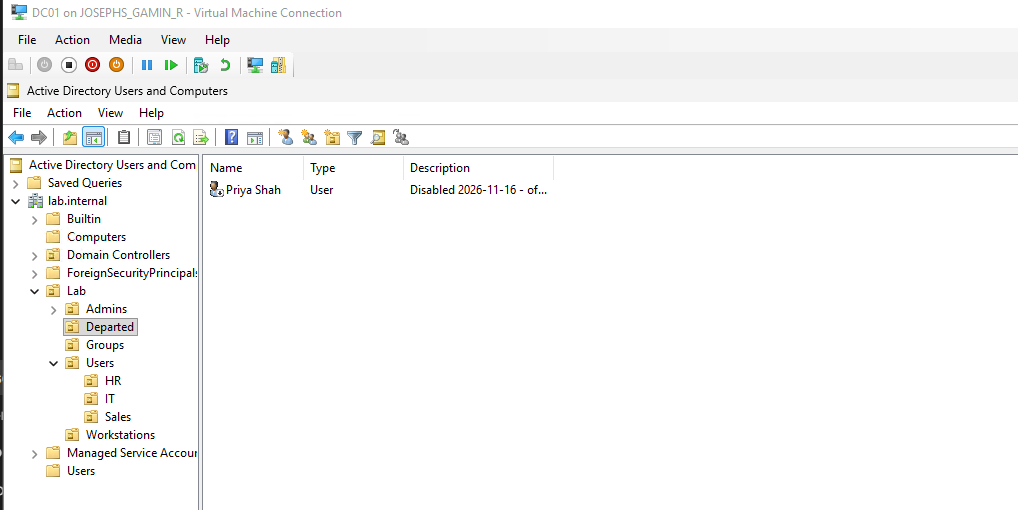 DC01 on JOSEPHS_GAMIN_R - Virtual Machine Connection
File Action Media View Help
Active Directory Users and Computers
File Action View Help
Active Directory Users and Com
Saved Queries
lab.internal
Builtin
Computers
Domain Controllers
ForeignSecurityPrincipals
Lab
Admins
Departed
Groups
Users
HR
IT
Sales
Workstations
Managed Service Accour
Users
Name Type Description
Priya Shah User Disabled 2026-11-16 - of...